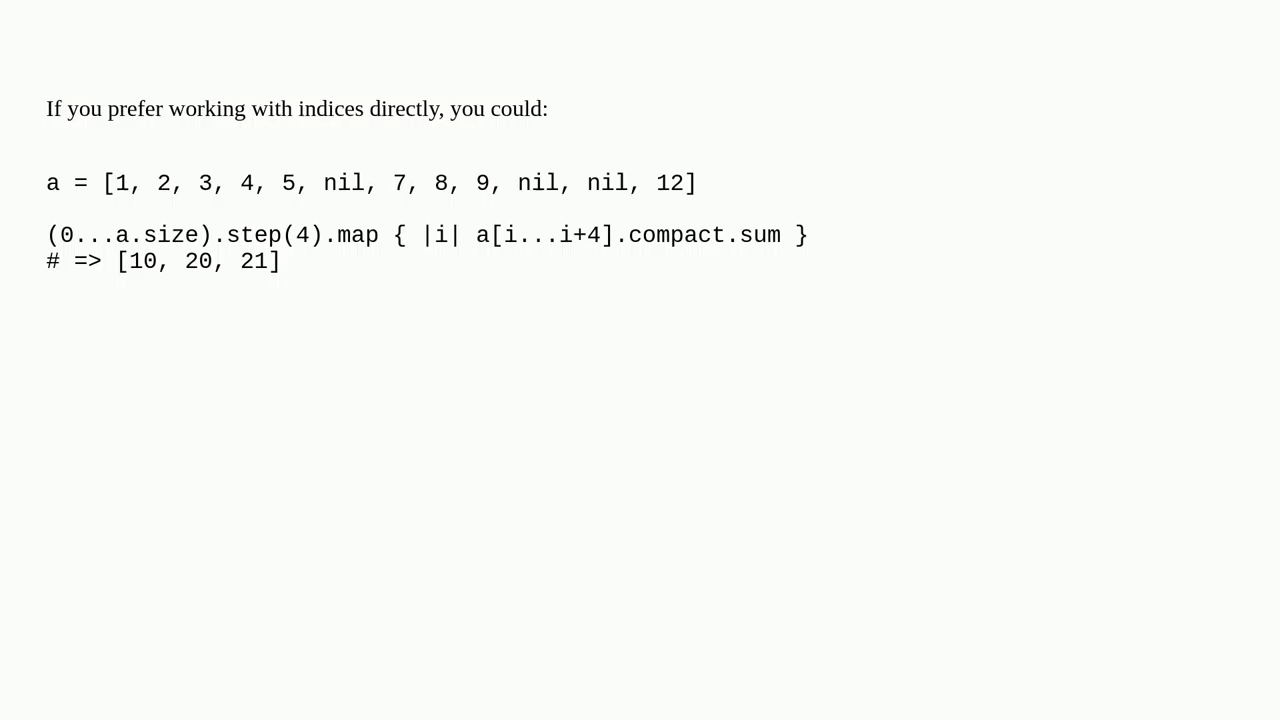 If you prefer working with indices directly, you could:
a = [1, 2, 3, 4, 5, nil, 7, 8, 9, nil, nil, 12]
(0...a.size).step(4).map { |i| a[i...i+4].compact.sum }
# => [10, 20, 21]